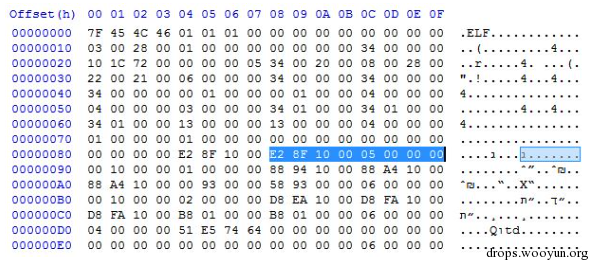 Offset(h) 00 01 02 03 04 05 06 07 08 09 0A 0B 0C 0D 0E 0F
00000000 7F 45 4C 46 01 01 01 00 00 00 00 00 00 00 00 00 .ELF............
00000010 03 00 28 00 01 00 00 00 00 00 00 00 34 00 00 00 ..(.........4...
00000020 10 1C 72 00 00 00 00 05 34 00 20 00 08 00 28 00 ..r.....4. ...(.
00000030 22 00 21 00 06 00 00 00 34 00 00 00 34 00 00 00 ".!.....4...4...
00000040 34 00 00 00 00 01 00 00 00 01 00 00 04 00 00 00 4...............
00000050 04 00 00 00 03 00 00 00 34 01 00 00 34 01 00 00 ........4...4...
00000060 34 01 00 00 13 00 00 00 13 00 00 00 04 00 00 00 4...............
00000070 01 00 00 00 01 00 00 00 00 00 00 00 00 00 00 00 ................
00000080 00 00 00 00 E2 8F 10 00 E2 8F 10 00 05 00 00 00
00000090 00 10 00 00 01 00 00 00 88 94 10 00 88 A4 10 00
000000A0 88 A4 10 00 00 93 00 00 58 93 00 00 06 00 00 00
000000B0 00 10 00 00 02 00 00 00 D8 EA 10 00 D8 FA 10 00
000000C0 D8 FA 10 00 B8 01 00 00 B8 01 00 00 06 00 00 00
000000D0 04 00 00 00 51 E5 74 64 00 00 00 00 00 00 00 00
000000E0 00 00 00 00 00 00 00 00 00 00 00 00 06 00 00 00 ................
drops.wooyun.org